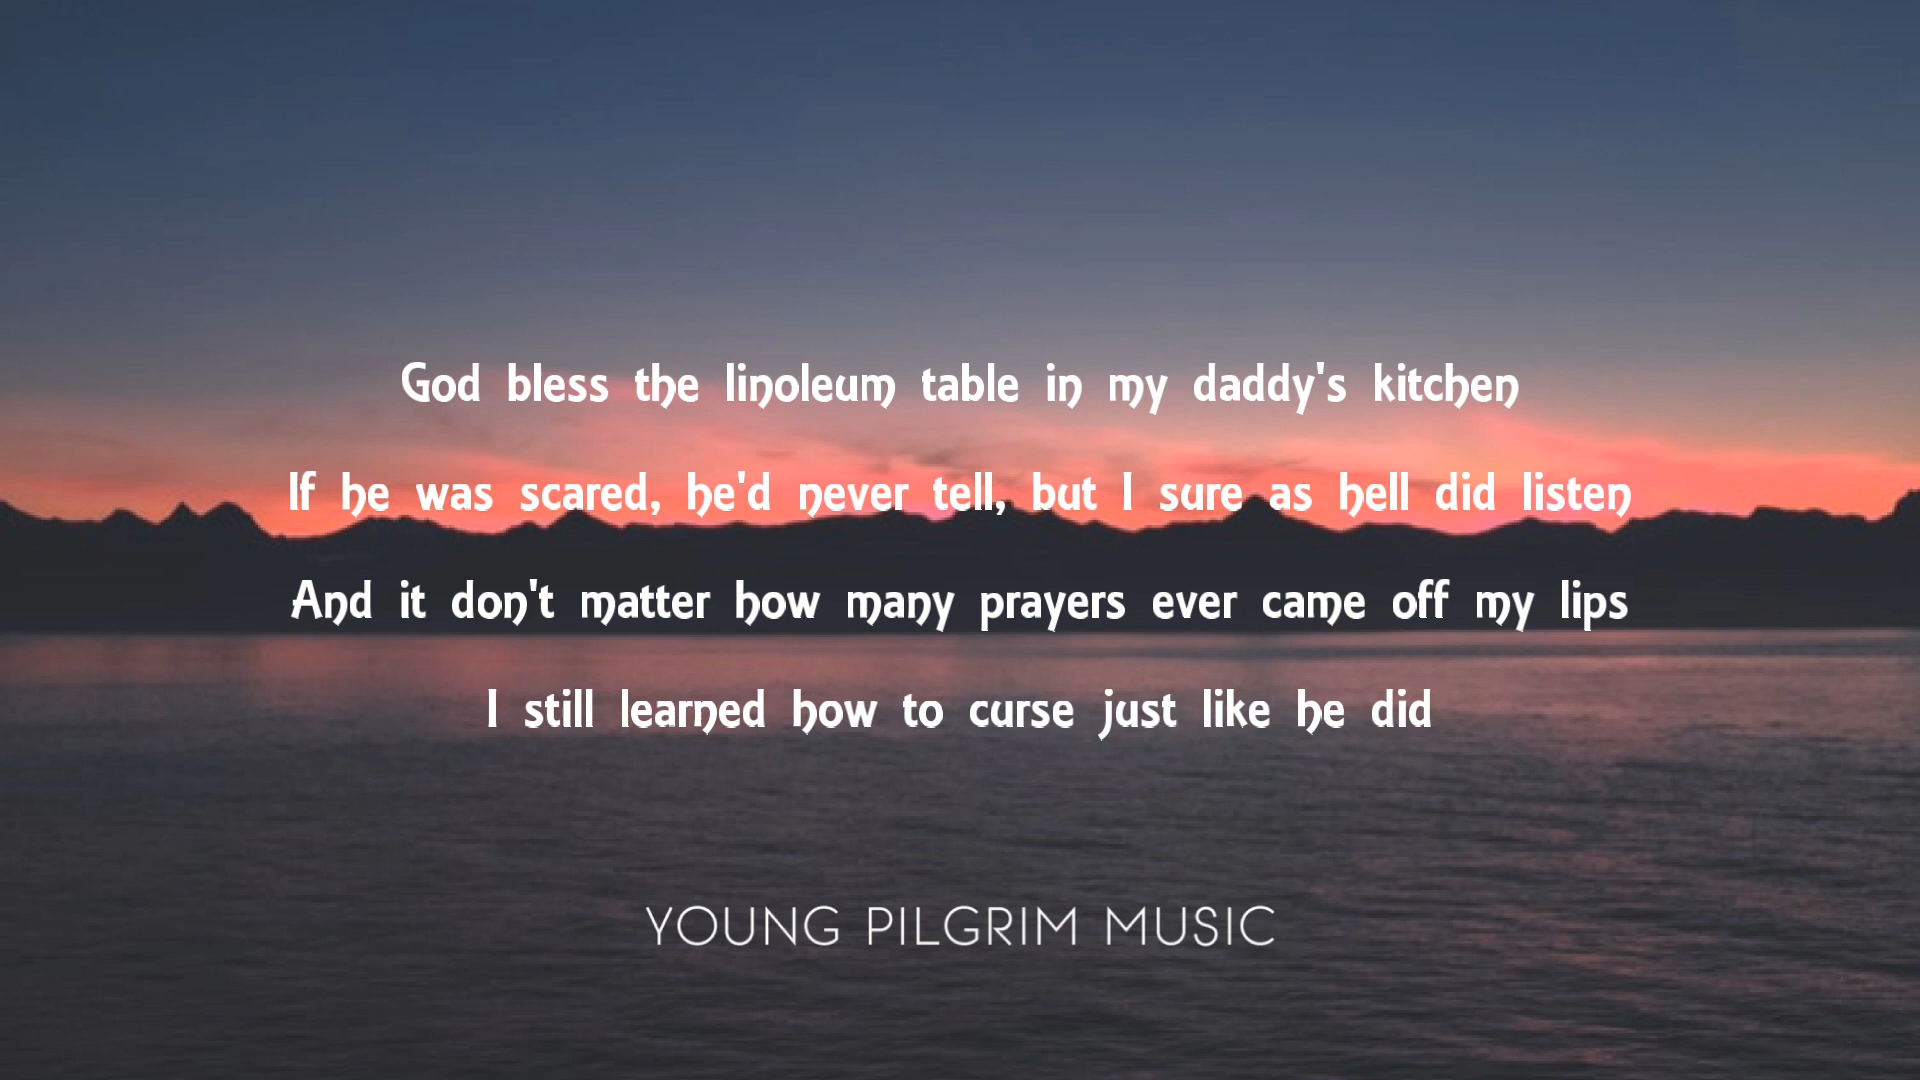 God bless the linoleum table in my daddy's kitchen
If he was scared, he'd never tell, but I sure as hell did listen
And it don't matter how many prayers ever came off my lips
I still learned how to curse just like he did
YOUNG PILGRIM MUSIC